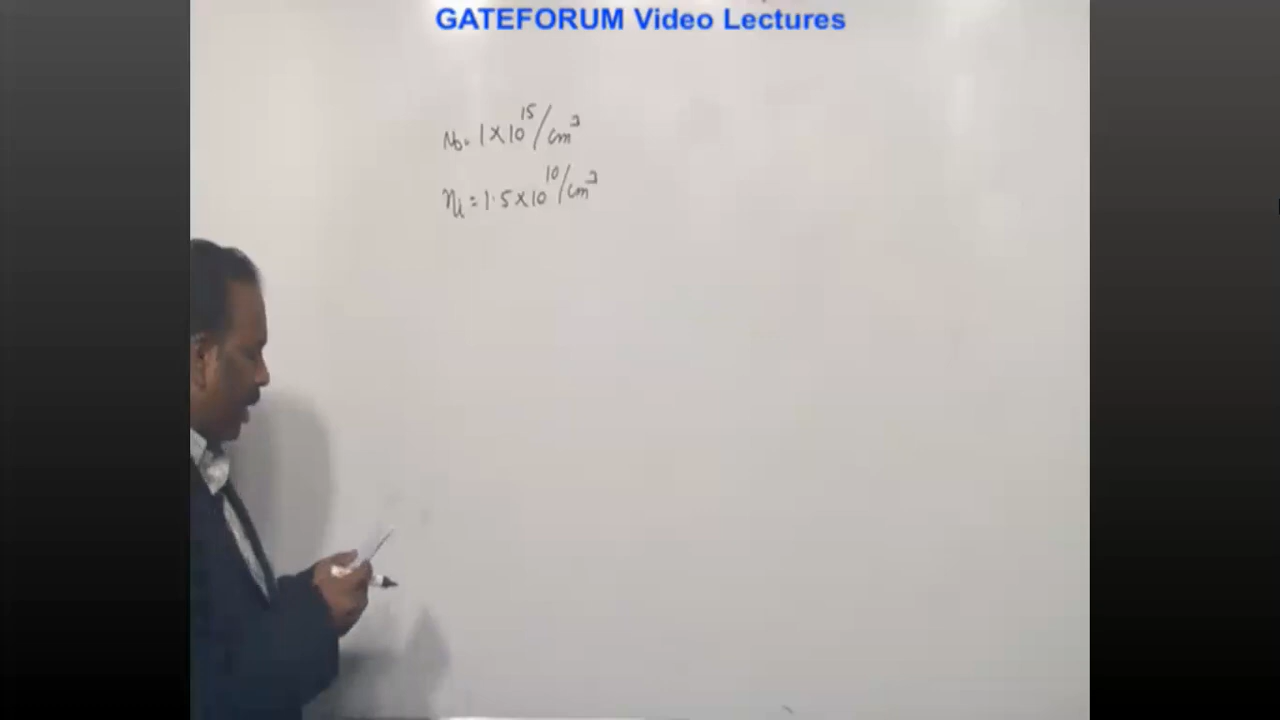 GATEFORUM Video Lectures
N_D = 1 × 10^15/cm^3
n_i = 1.5 × 10^10/cm^3